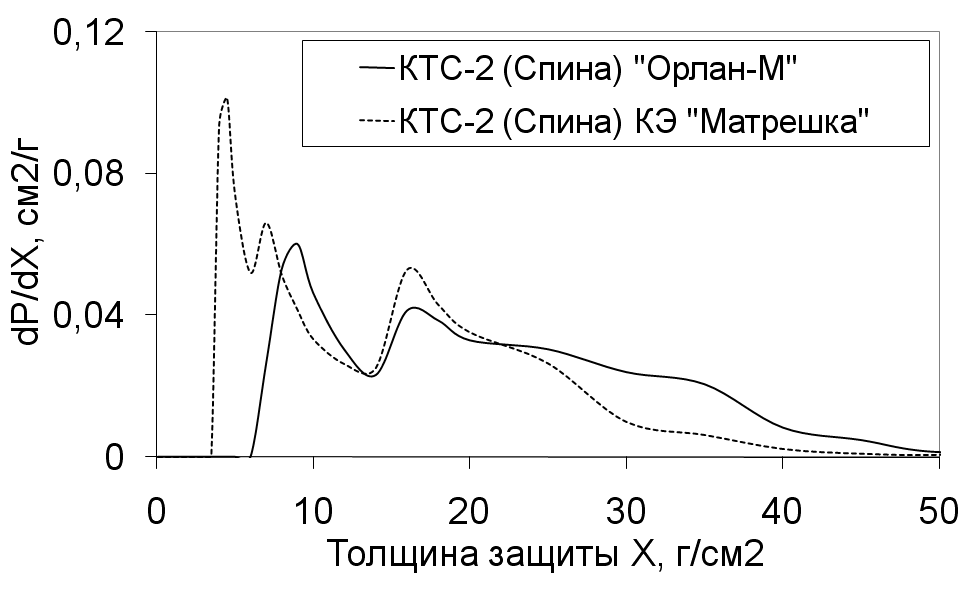 0,12
КТС-2 (Спина) "Орлан-М"
КТС-2 (Спина) КЭ "Матрешка"
0,08
dP/dX, см2/г
0,04
0
0 10 20 30 40 50
Толщина защиты X, г/см2